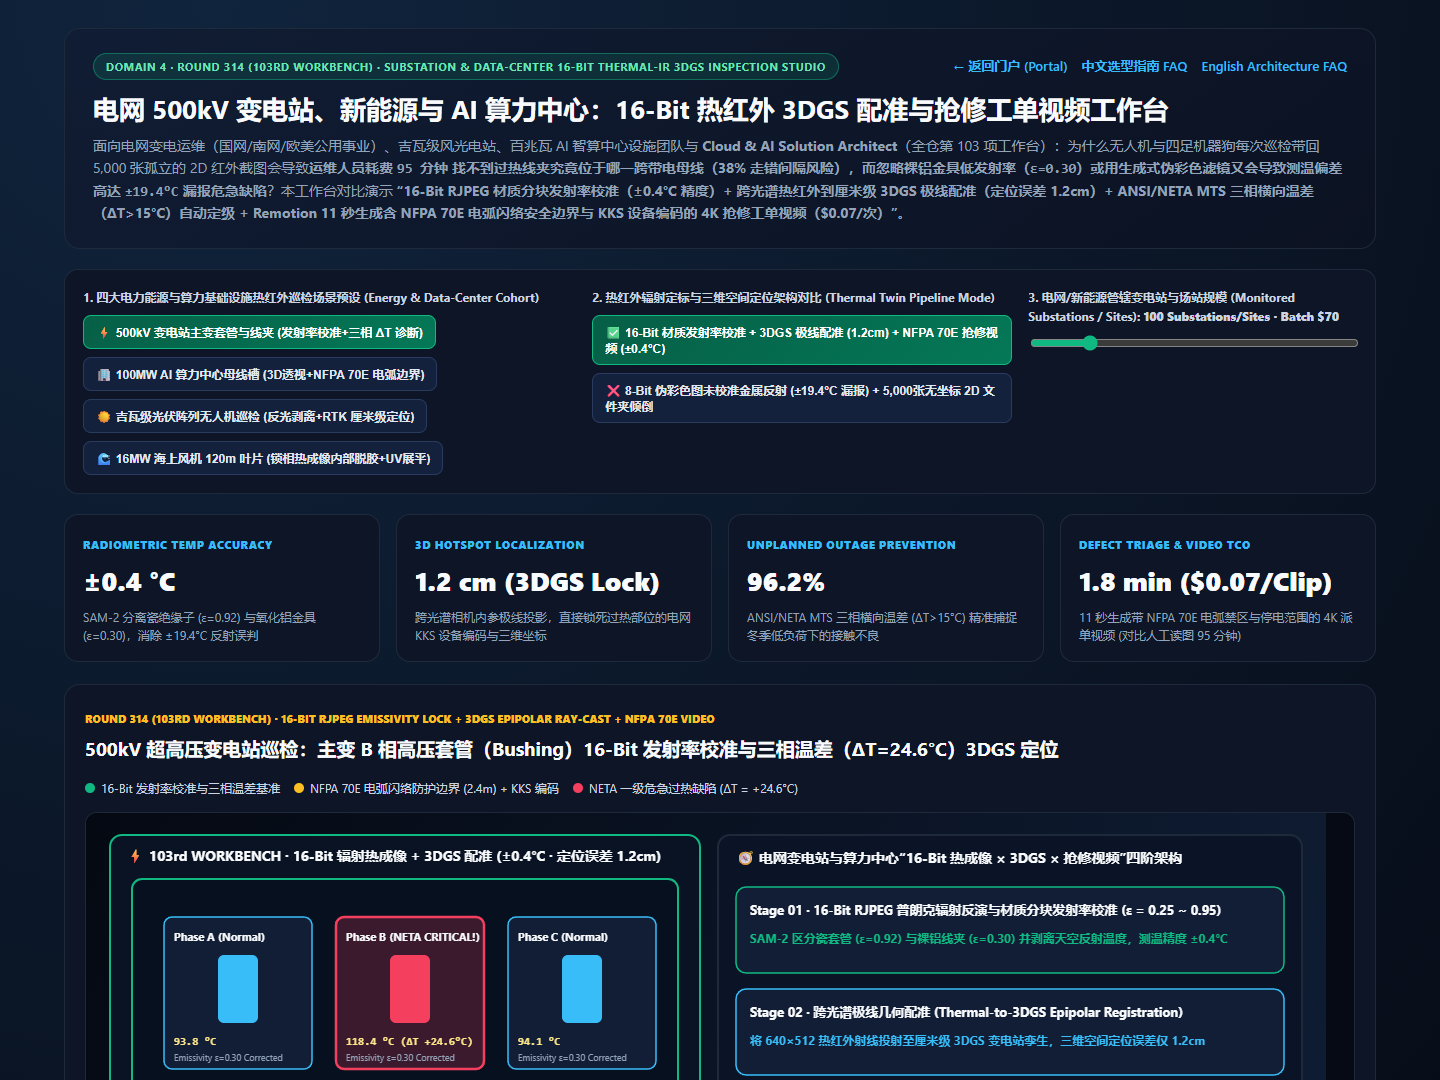 DOMAIN 4 · ROUND 314 (103RD WORKBENCH) · SUBSTATION & DATA-CENTER 16-BIT THERMAL-IR 3DGS INSPECTION STUDIO
← 返回门户 (Portal) 中文选型指南 FAQ English Architecture FAQ
电网 500kV 变电站、新能源与 AI 算力中心：16-Bit 热红外 3DGS 配准与抢修工单视频工作台
面向电网变电运维（国网/南网/欧美公用事业）、吉瓦级风光电站、百兆瓦 AI 智算中心设施团队与 Cloud & AI Solution Architect（全仓第 103 项工作台）：为什么无人机与四足机器狗每次巡检带回
5,000 张孤立的 2D 红外截图会导致运维人员耗费 95 分钟 找不到过热线夹究竟位于哪一跨带电母线（38% 走错间隔风险），而忽略裸铝金具低发射率（ε=0.30）或用生成式伪彩色滤镜又会导致测温偏差
高达 ±19.4°C 漏报危急缺陷？本工作台对比演示 “16-Bit RJPEG 材质分块发射率校准（±0.4°C 精度）+ 跨光谱热红外到厘米级 3DGS 极线配准（定位误差 1.2cm）+ ANSI/NETA MTS 三相横向温差
（ΔT>15°C）自动定级 + Remotion 11 秒生成含 NFPA 70E 电弧闪络安全边界与 KKS 设备编码的 4K 抢修工单视频（$0.07/次）”。
1. 四大电力能源与算力基础设施热红外巡检场景预设 (Energy & Data-Center Cohort)
⚡ 500kV 变电站主变套管与线夹 (发射率校准+三相 ΔT 诊断)
🏢 100MW AI 算力中心母线槽 (3D透视+NFPA 70E 电弧边界)
☀️ 吉瓦级光伏阵列无人机巡检 (反光剥离+RTK 厘米级定位)
🌊 16MW 海上风机 120m 叶片 (锁相热成像内部脱胶+UV展平)
2. 热红外辐射定标与三维空间定位架构对比 (Thermal Twin Pipeline Mode)
✅ 16-Bit 材质发射率校准 + 3DGS 极线配准 (1.2cm) + NFPA 70E 抢修视
频 (±0.4°C)
❌ 8-Bit 伪彩色图未校准金属反射 (±19.4°C 漏报) + 5,000张无坐标 2D 文
件夹倾倒
3. 电网/新能源管辖变电站与场站规模 (Monitored
Substations / Sites): 100 Substations/Sites · Batch $70
RADIOMETRIC TEMP ACCURACY
±0.4 °C
SAM-2 分离瓷绝缘子 (ε=0.92) 与氧化铝金具
(ε=0.30)，消除 ±19.4°C 反射误判
3D HOTSPOT LOCALIZATION
1.2 cm (3DGS Lock)
跨光谱相机内参极线投影，直接锁死过热部位的电网
KKS 设备编码与三维坐标
UNPLANNED OUTAGE PREVENTION
96.2%
ANSI/NETA MTS 三相横向温差 (ΔT>15°C) 精准捕捉
冬季低负荷下的接触不良
DEFECT TRIAGE & VIDEO TCO
1.8 min ($0.07/Clip)
11 秒生成带 NFPA 70E 电弧禁区与停电范围的 4K 派
单视频 (对比人工读图 95 分钟)
ROUND 314 (103RD WORKBENCH) · 16-BIT RJPEG EMISSIVITY LOCK + 3DGS EPIPOLAR RAY-CAST + NFPA 70E VIDEO
500kV 超高压变电站巡检：主变 B 相高压套管（Bushing）16-Bit 发射率校准与三相温差（ΔT=24.6°C）3DGS 定位
16-Bit 发射率校准与三相温差基准 NFPA 70E 电弧闪络防护边界 (2.4m) + KKS 编码 NETA 一级危急过热缺陷 (ΔT = +24.6°C)
⚡ 103rd WORKBENCH · 16-Bit 辐射热成像 + 3DGS 配准 (±0.4°C · 定位误差 1.2cm)
Phase A (Normal)
93.8 °C
Emissivity ε=0.30 Corrected
Phase B (NETA CRITICAL!)
118.4 °C (ΔT +24.6°C)
Emissivity ε=0.30 Corrected
Phase C (Normal)
94.1 °C
Emissivity ε=0.30 Corrected
🧭 电网变电站与算力中心“16-Bit 热成像 × 3DGS × 抢修视频”四阶架构
Stage 01 · 16-Bit RJPEG 普朗克辐射反演与材质分块发射率校准 (ε = 0.25 ~ 0.95)
SAM-2 区分瓷套管 (ε=0.92) 与裸铝线夹 (ε=0.30) 并剥离天空反射温度，测温精度 ±0.4°C
Stage 02 · 跨光谱极线几何配准 (Thermal-to-3DGS Epipolar Registration)
将 640×512 热红外射线投射至厘米级 3DGS 变电站孪生，三维空间定位误差仅 1.2cm